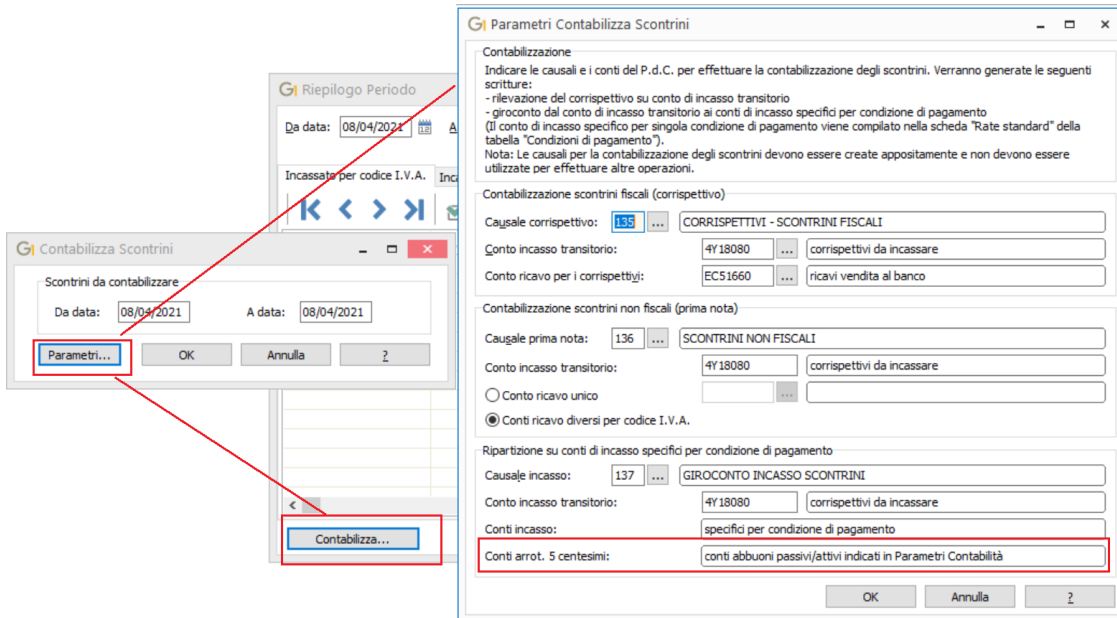 Riepilogo Periodo
Da data: 08/04/2021 12 A
Incassato per codice I.V.A. Inca
Contabilizza...
Contabilizza Scontrini
Scontrini da contabilizzare
Da data: 08/04/2021 A data: 08/04/2021
Parametri... OK Annulla ?
Parametri Contabilizza Scontrini
Contabilizzazione
Indicare le causali e i conti del P.d.C. per effettuare la contabilizzazione degli scontrini. Verranno generate le seguenti
scritture:
- rilevazione del corrispettivo su conto di incasso transitorio
- giroconto dal conto di incasso transitorio ai conti di incasso specifici per condizione di pagamento
(Il conto di incasso specifico per singola condizione di pagamento viene compilato nella scheda "Rate standard" della
tabella "Condizioni di pagamento").
Nota: Le causali per la contabilizzazione degli scontrini devono essere create appositamente e non devono essere
utilizzate per effettuare altre operazioni.
Contabilizzazione scontrini fiscali (corrispettivo)
Causale corrispettivo: 135 ... CORRISPETTIVI - SCONTRINI FISCALI
Conto incasso transitorio: 4Y18080 ... corrispettivi da incassare
Conto ricavo per i corrispettivi: EC51660 ... ricavi vendita al banco
Contabilizzazione scontrini non fiscali (prima nota)
Causale prima nota: 136 ... SCONTRINI NON FISCALI
Conto incasso transitorio: 4Y18080 corrispettivi da incassare
Conto ricavo unico ...
Conti ricavo diversi per codice I.V.A.
Ripartizione su conti di incasso specifici per condizione di pagamento
Causale incasso: 137 ... GIROCONTO INCASSO SCONTRINI
Conto incasso transitorio: 4Y18080 corrispettivi da incassare
Conti incasso: specifici per condizione di pagamento
Conti arrot. 5 centesimi: conti abbuoni passivi/attivi indicati in Parametri Contabilità
OK Annulla ?